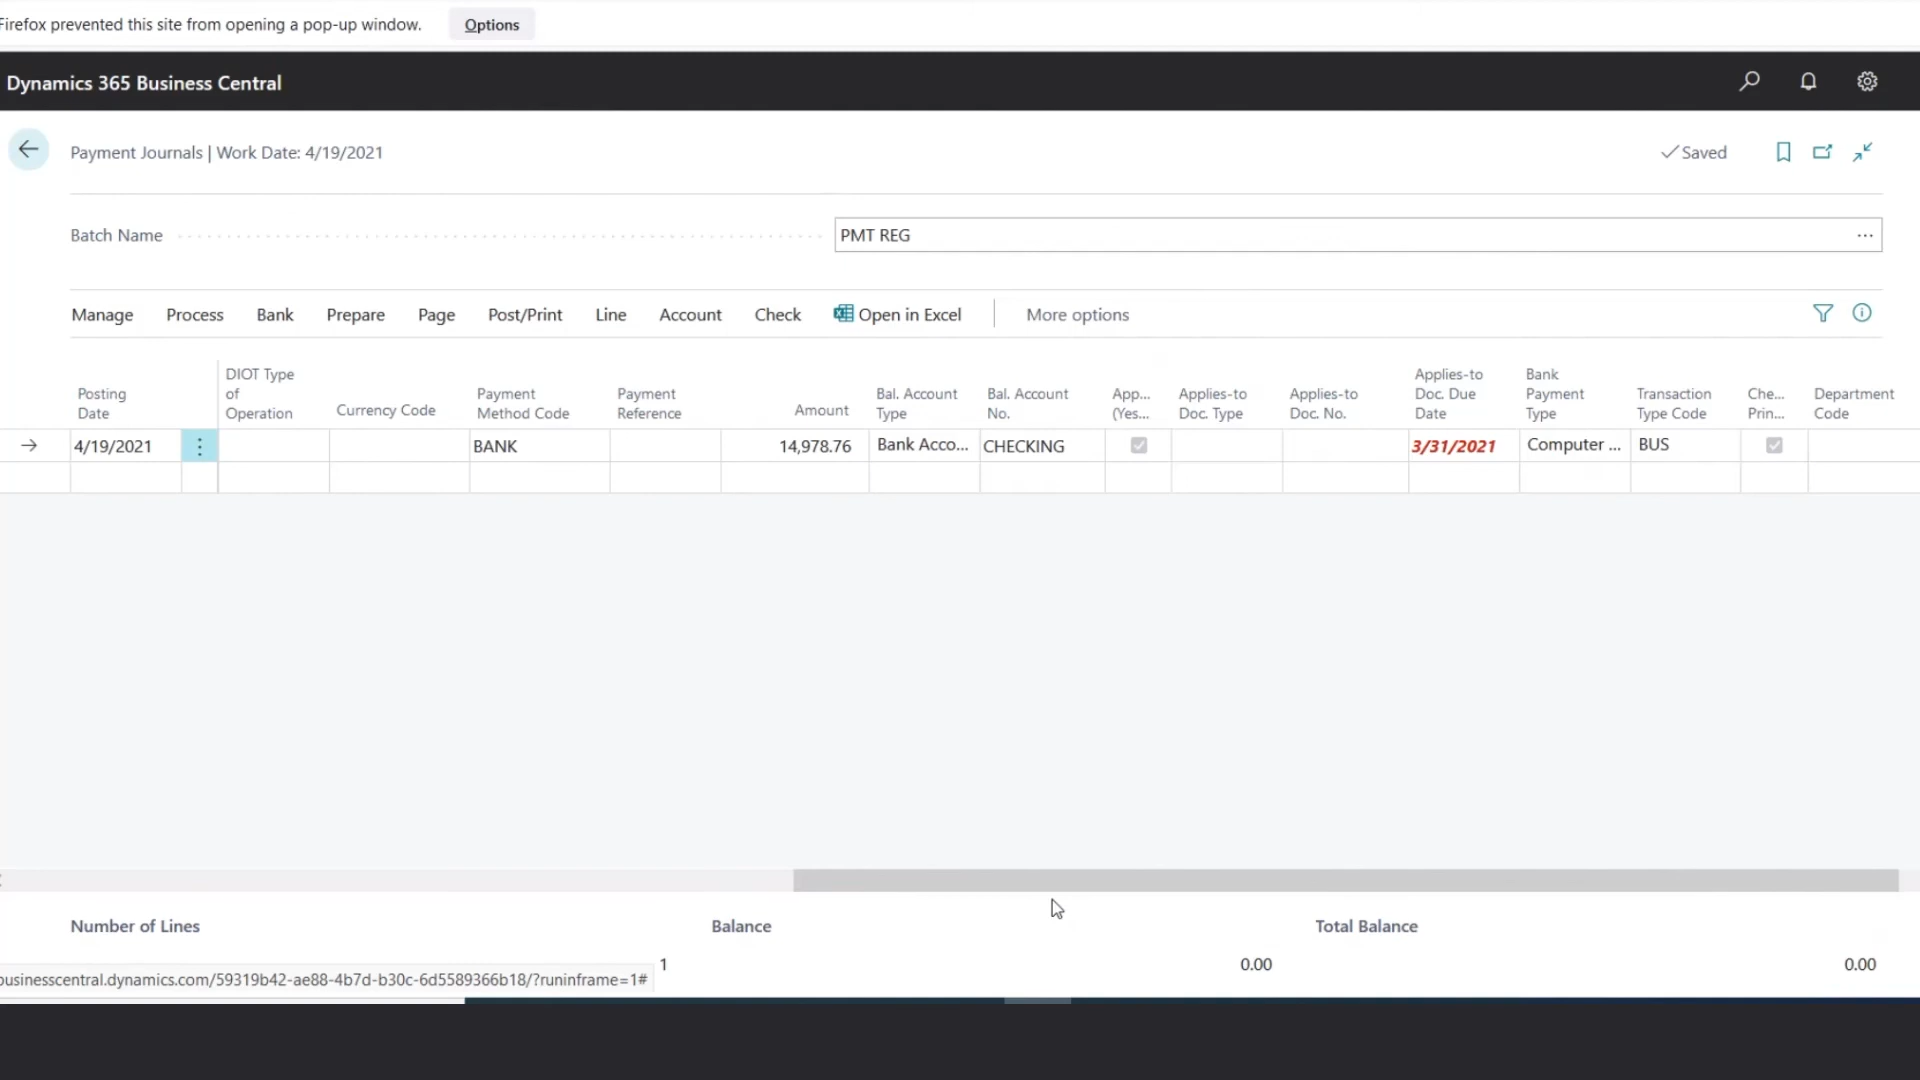 Firefox prevented this site from opening a pop-up window. Options
Dynamics 365 Business Central
Payment Journals | Work Date: 4/19/2021
Saved
Batch Name
PMT REG
Manage Process Bank Prepare Page Post/Print Line Account Check Open in Excel More options
Posting Date
DIOT Type of Operation
Currency Code
Payment Method Code
Payment Reference
Amount
Bal. Account Type
Bal. Account No.
App... (Yes...
Applies-to Doc. Type
Applies-to Doc. No.
Applies-to Doc. Due Date
Bank Payment Type
Transaction Type Code
Che... Prin...
Department Code
4/19/2021 BANK 14,978.76 Bank Acco... CHECKING 3/31/2021 Computer ... BUS
Number of Lines Balance Total Balance
1 0.00 0.00
businesscentral.dynamics.com/59319b42-ae88-4b7d-b30c-6d5589366b18/?runinframe=1#